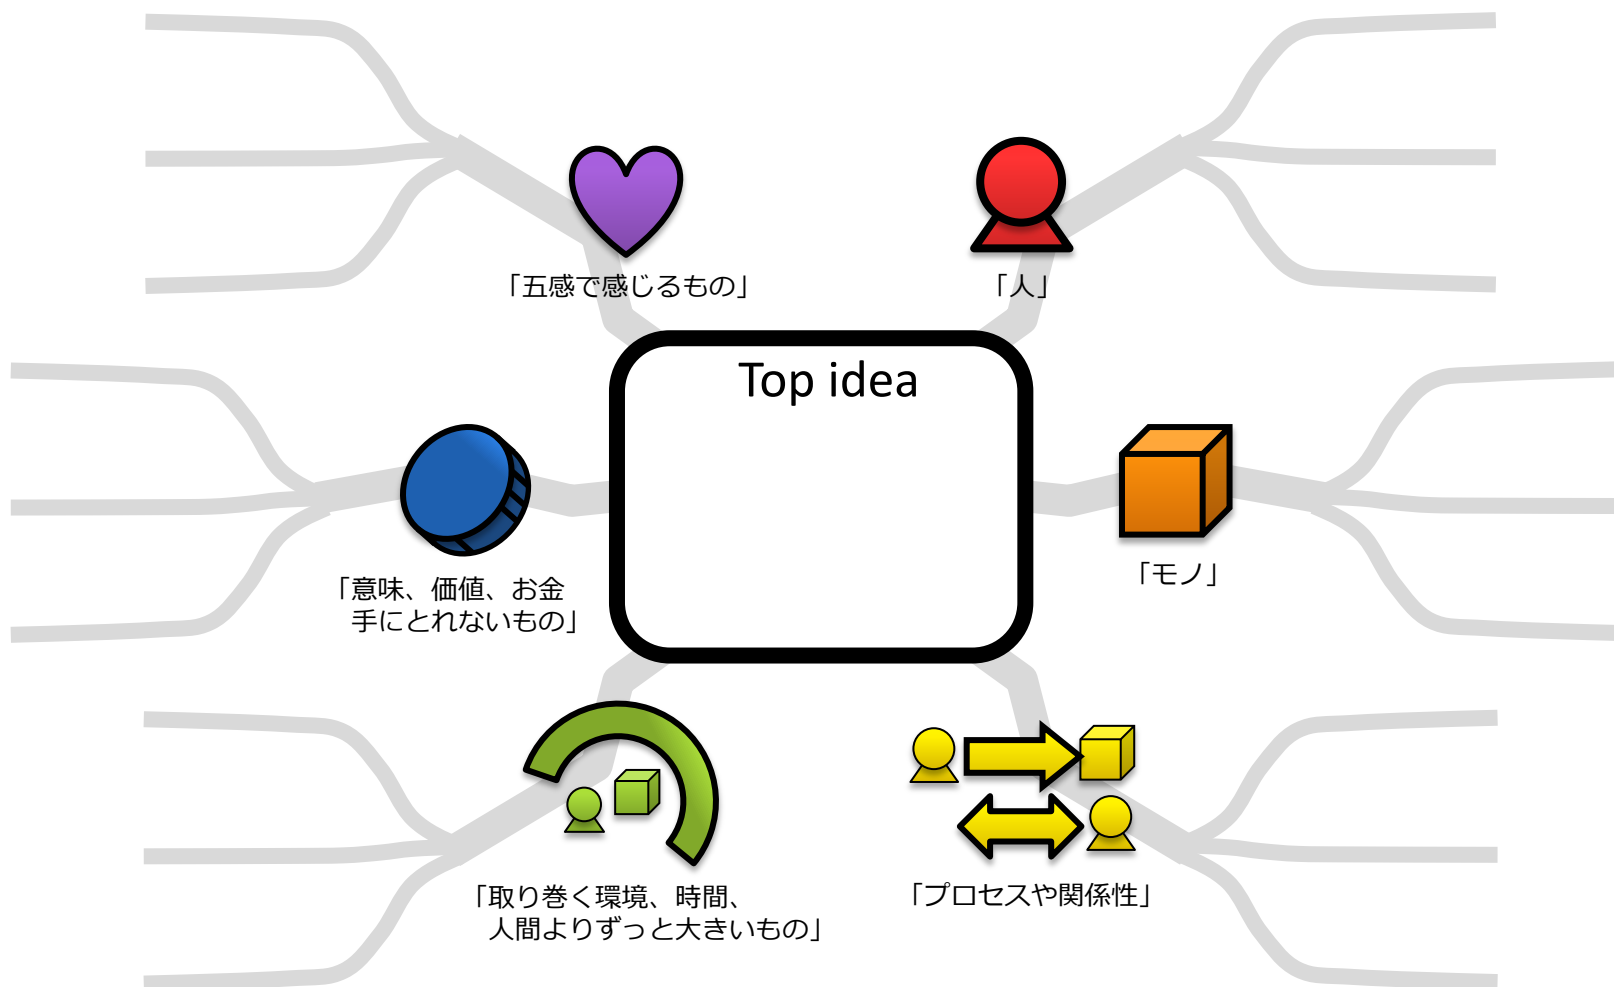 「五感で感じるもの」
「人」
Top idea
「モノ」
「意味、価値、お金
手にとれないもの」
「プロセスや関係性」
「取り巻く環境、時間、
人間よりずっと大きいもの」